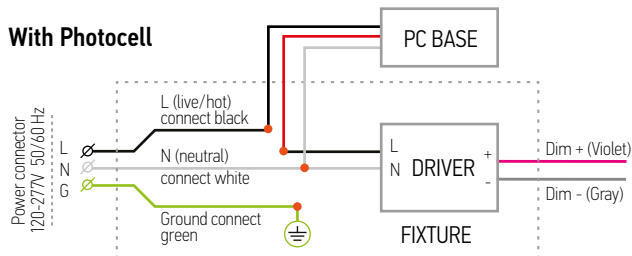 With Photocell
PC BASE
Power connector
120-277V 50/60 Hz
L
N
G
L (live/hot)
connect black
N (neutral)
connect white
Ground connect
green
L
N
DRIVER
+
-
FIXTURE
Dim + (Violet)
Dim - (Gray)